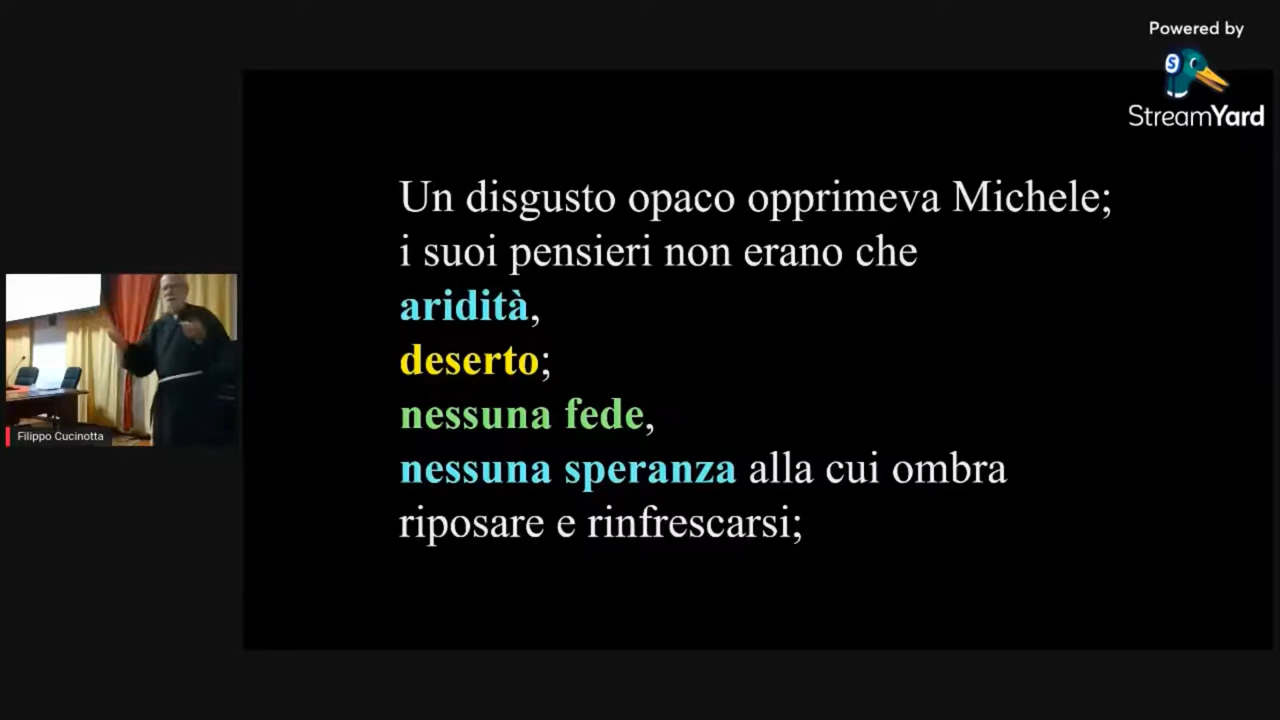 Powered by
StreamYard
Un disgusto opaco opprimeva Michele;
i suoi pensieri non erano che
aridità,
deserto;
nessuna fede,
nessuna speranza alla cui ombra
riposare e rinfrescarsi;
Filippo Cucinotta